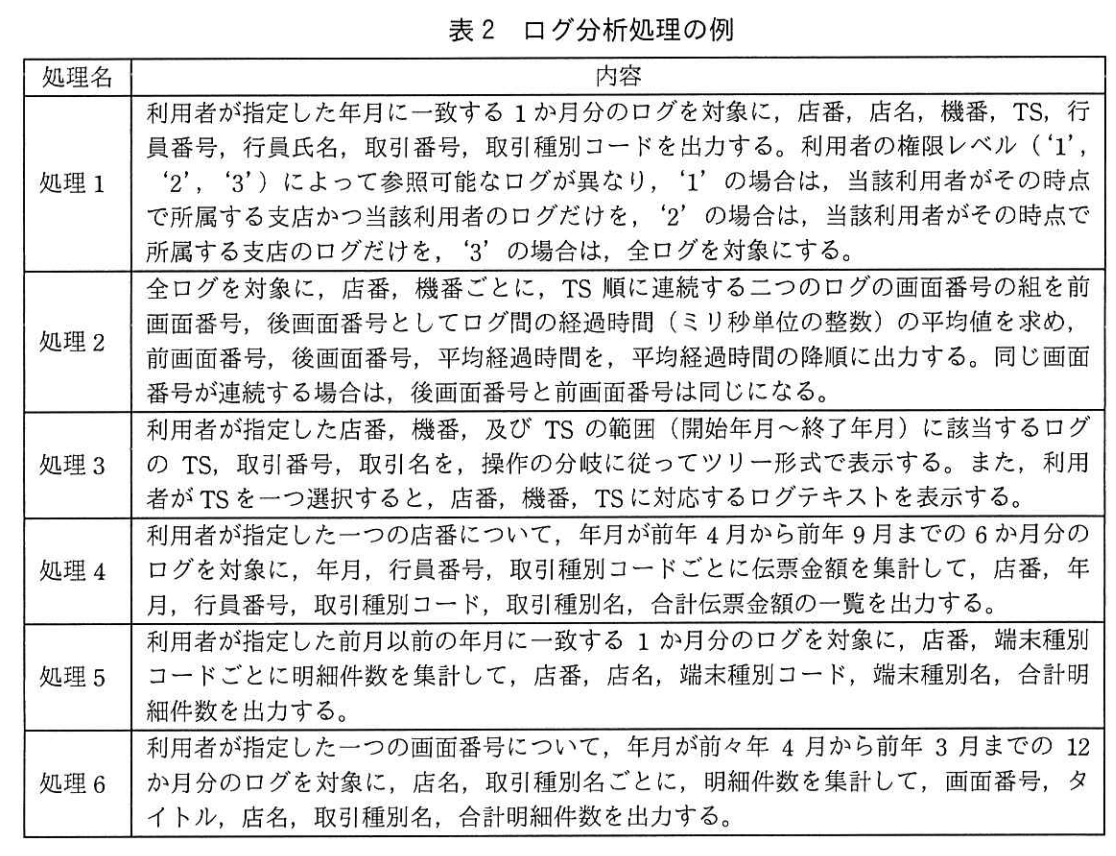 表2 ログ分析処理の例
処理名
内容
処理1
利用者が指定した年月に一致する 1 か月分のログを対象に，店番，店名，機番，TS，行
員番号，行員氏名，取引番号，取引種別コードを出力する。利用者の権限レベル（‘1’，
‘2’，‘3’）によって参照可能なログが異なり，‘1’ の場合は，当該利用者がその時点
で所属する支店かつ当該利用者のログだけを，‘2’ の場合は，当該利用者がその時点で
所属する支店のログだけを，‘3’ の場合は，全ログを対象にする。
処理2
全ログを対象に，店番，機番ごとに，TS 順に連続する二つのログの画面番号の組を前
画面番号，後画面番号としてログ間の経過時間（ミリ秒単位の整数）の平均値を求め，
前画面番号，後画面番号，平均経過時間を，平均経過時間の降順に出力する。同じ画面
番号が連続する場合は，後画面番号と前画面番号は同じになる。
処理3
利用者が指定した店番，機番，及び TS の範囲（開始年月～終了年月）に該当するログ
の TS，取引番号，取引名を，操作の分岐に従ってツリー形式で表示する。また，利用
者がTSを一つ選択すると，店番，機番，TSに対応するログテキストを表示する。
処理4
利用者が指定した一つの店番について，年月が前年 4 月から前年 9 月までの 6 か月分の
ログを対象に，年月，行員番号，取引種別コードごとに伝票金額を集計して，店番，年
月，行員番号，取引種別コード，取引種別名，合計伝票金額の一覧を出力する。
処理5
利用者が指定した前月以前の年月に一致する 1 か月分のログを対象に，店番，端末種別
コードごとに明細件数を集計して，店番，店名，端末種別コード，端末種別名，合計明
細件数を出力する。
処理6
利用者が指定した一つの画面番号について，年月が前々年 4 月から前年 3 月までの 12
か月分のログを対象に，店名，取引種別名ごとに，明細件数を集計して，画面番号，タ
イトル，店名，取引種別名，合計明細件数を出力する。